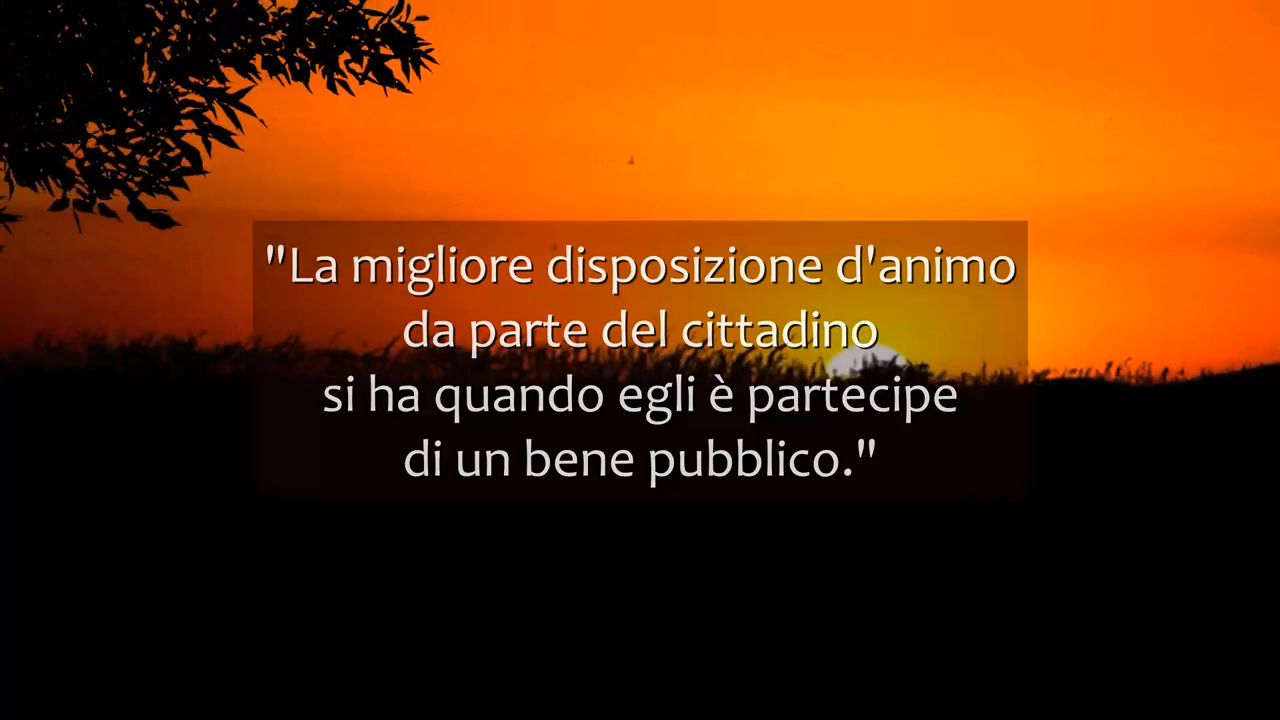 "La migliore disposizione d'animo
da parte del cittadino
si ha quando egli è partecipe
di un bene pubblico."